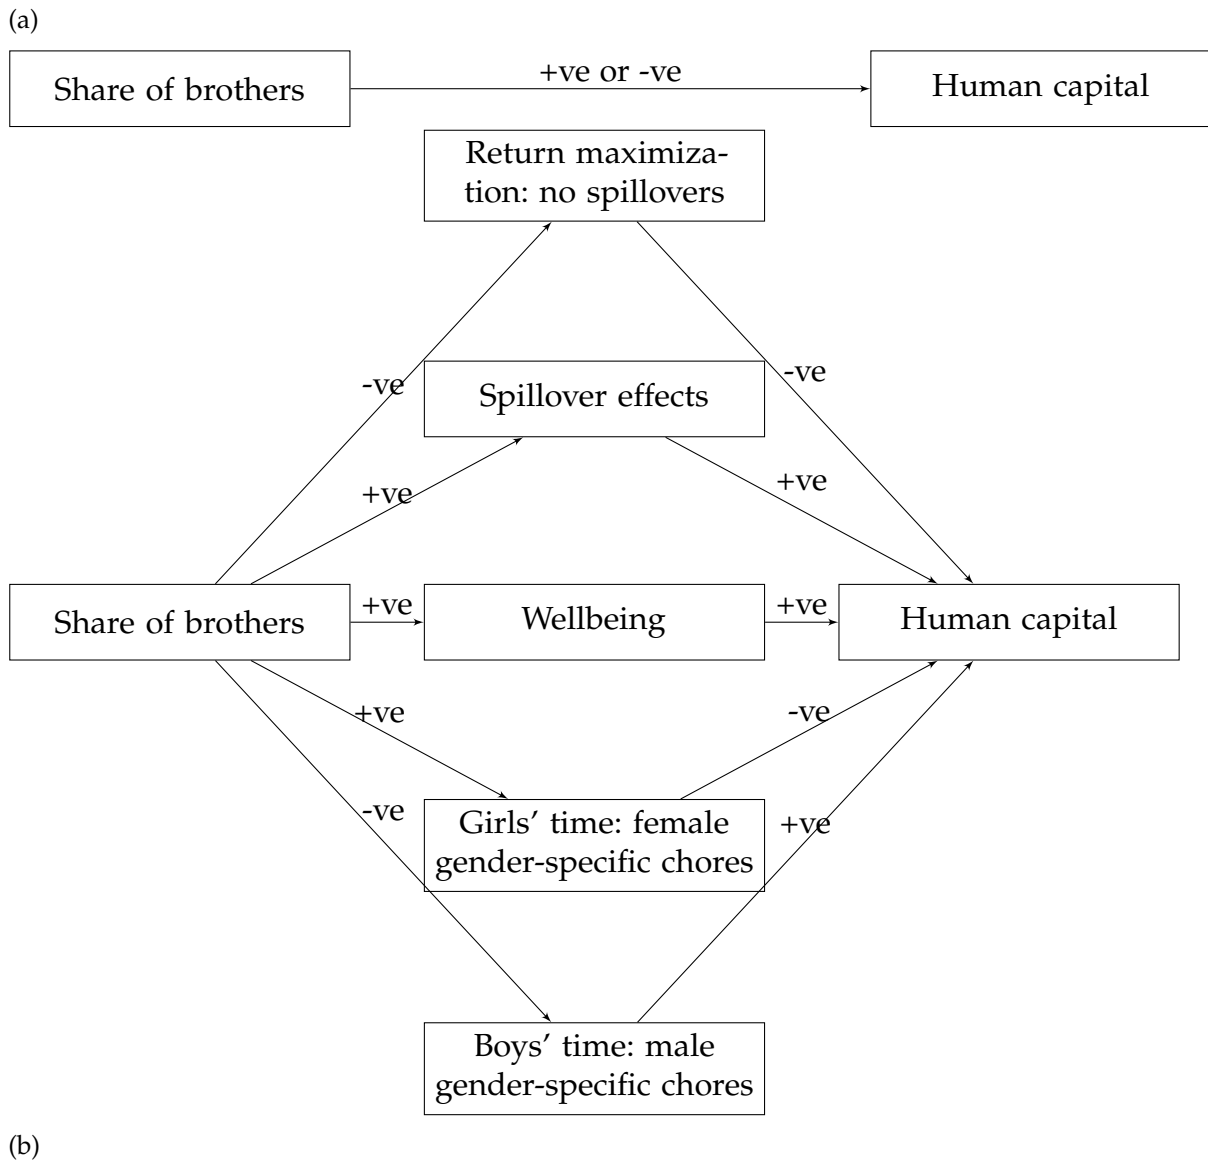 (a)
Share of brothers
+ve or -ve
Human capital
Return maximiza-
tion: no spillovers
-ve
-ve
Spillover effects
+ve
+ve
Share of brothers
+ve
Wellbeing
+ve
Human capital
+ve
-ve
-ve
Girls' time: female
gender-specific chores
+ve
Boys' time: male
gender-specific chores
(b)